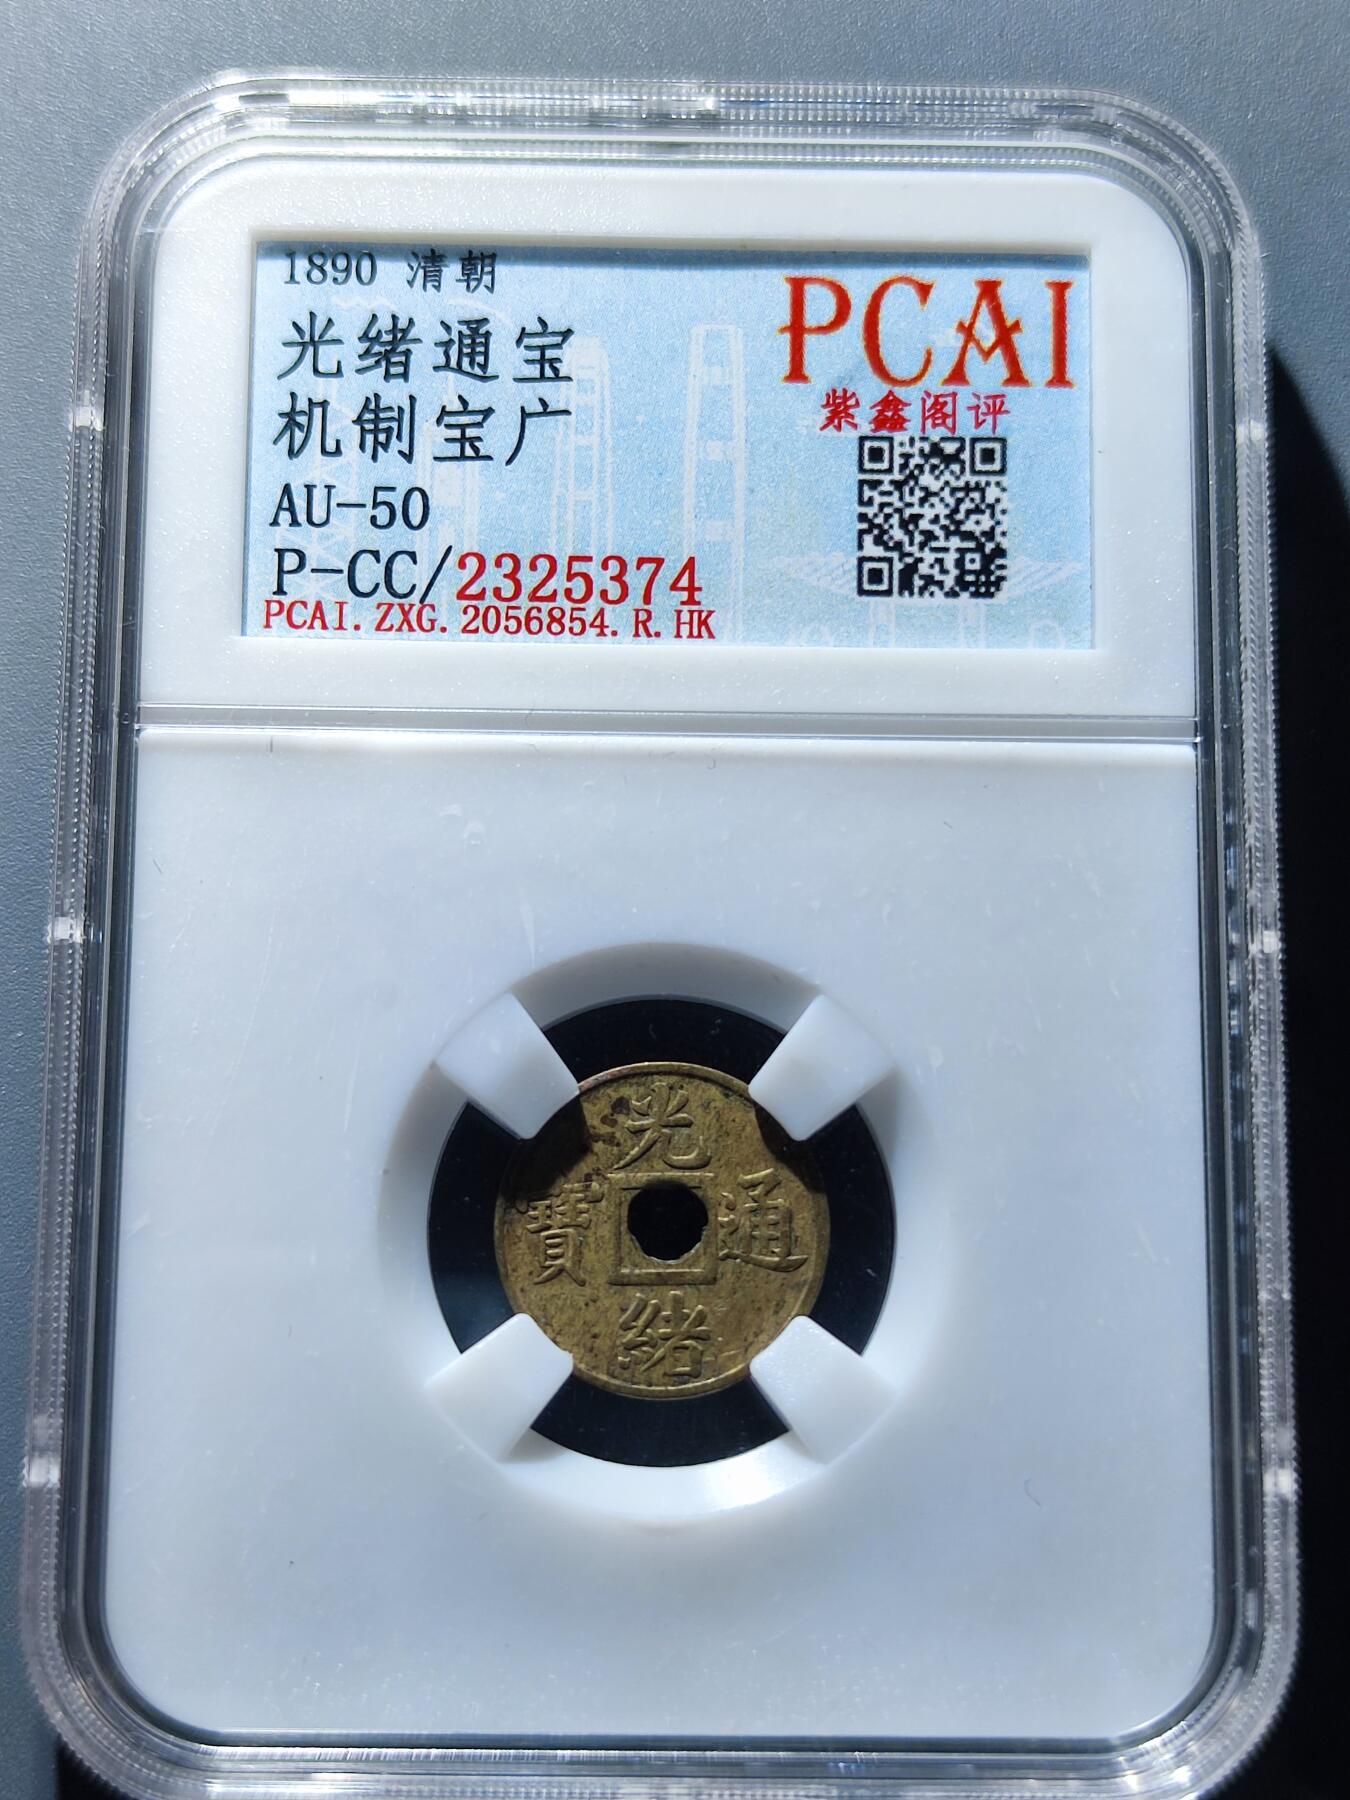 1890 清朝
光绪通宝
机制宝广
AU-50
P-CC/2325374
PCAI.ZXG.2056854.R.HK
PCAI
紫鑫阁评
光
寶 通
緒